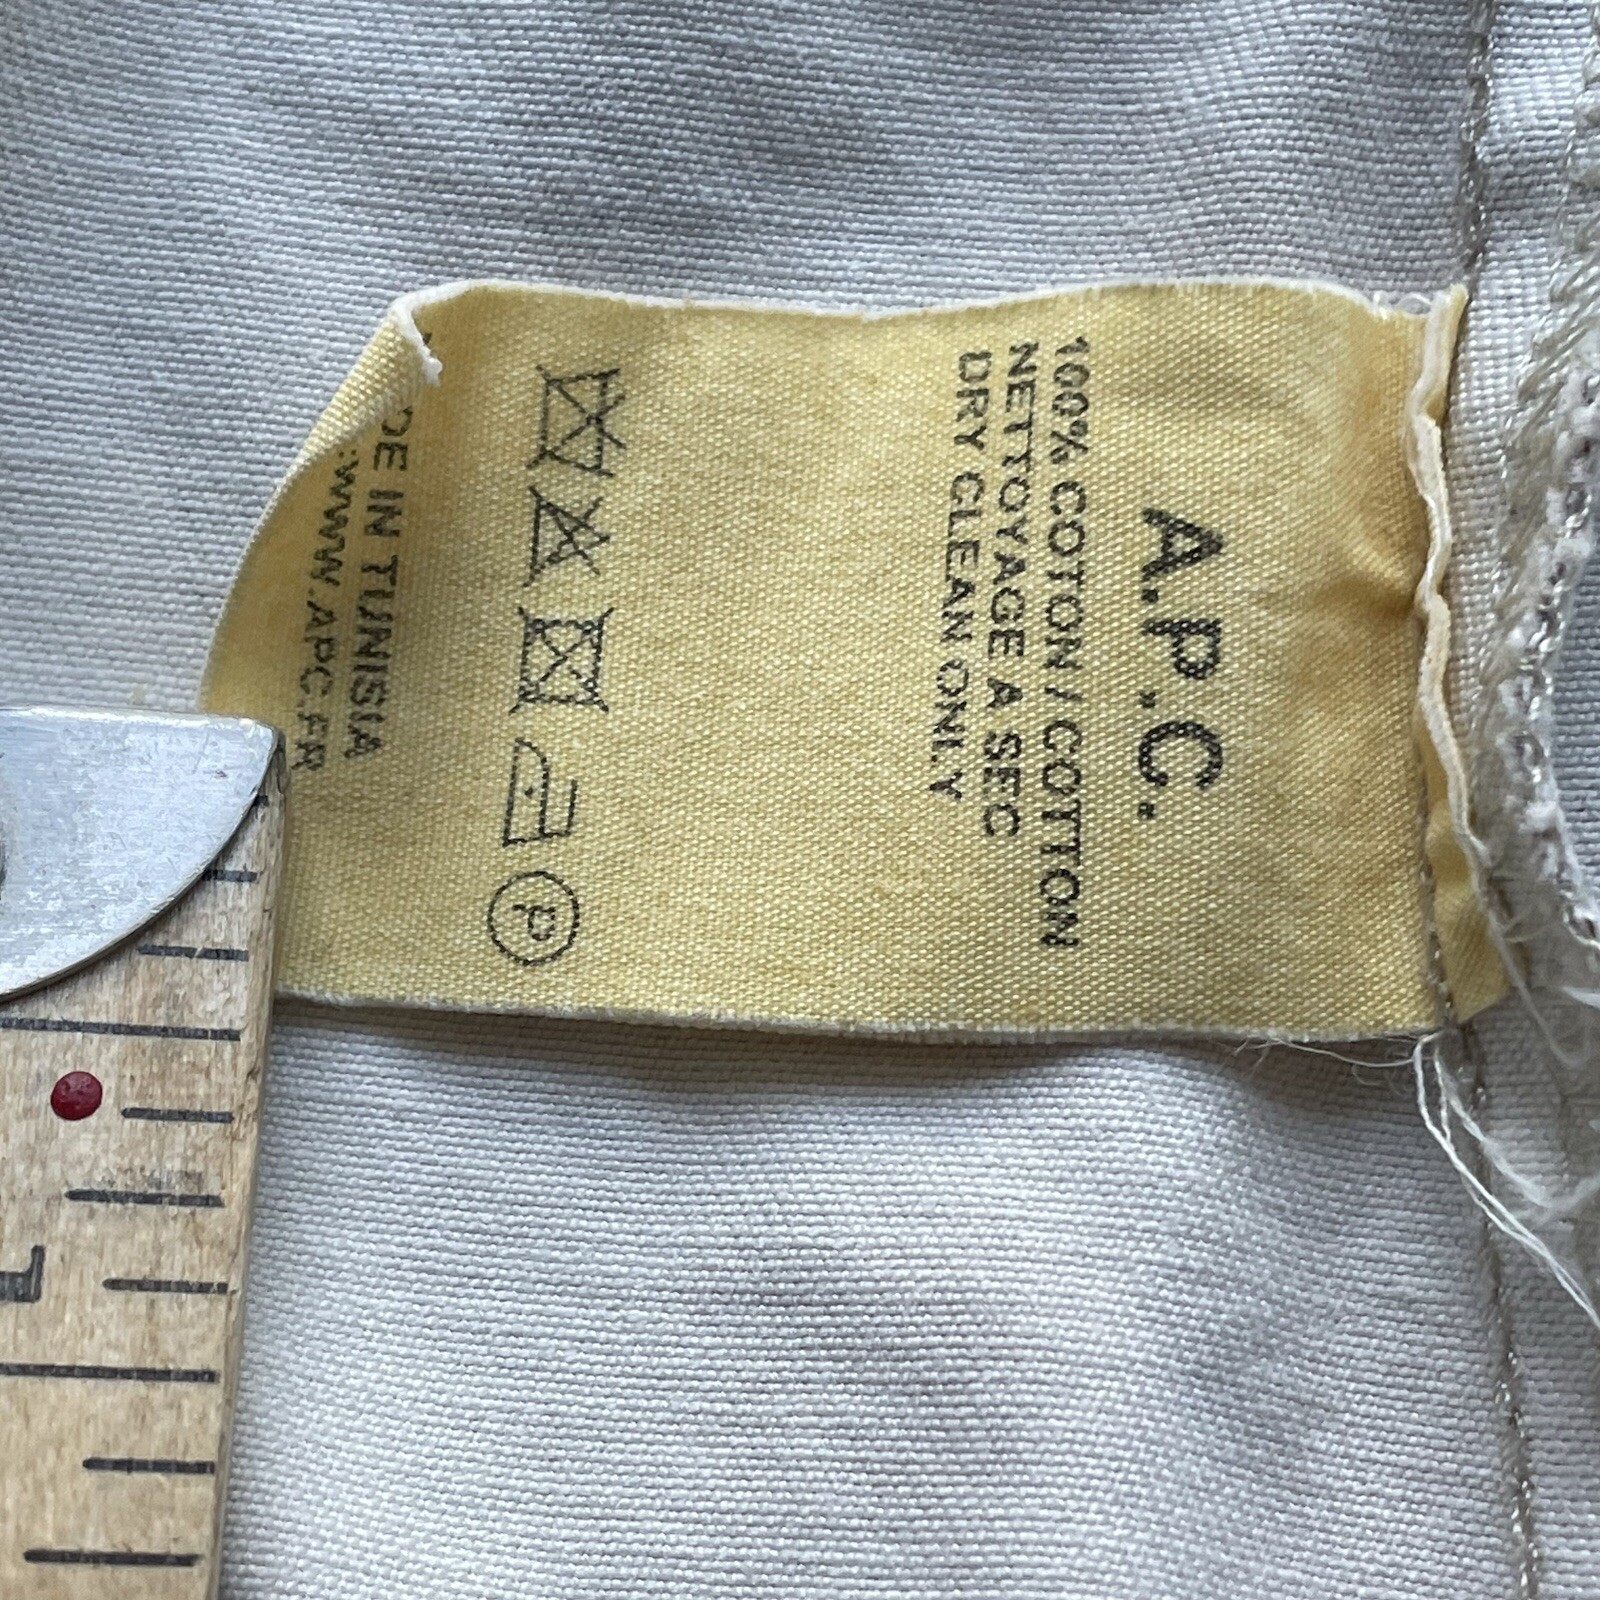 A.P.C.
100% COTON / COTTON
NETTOYAGE A SEC
DRY CLEAN ONLY
P
DE IN TUNISIA
:WWW.APC.FR